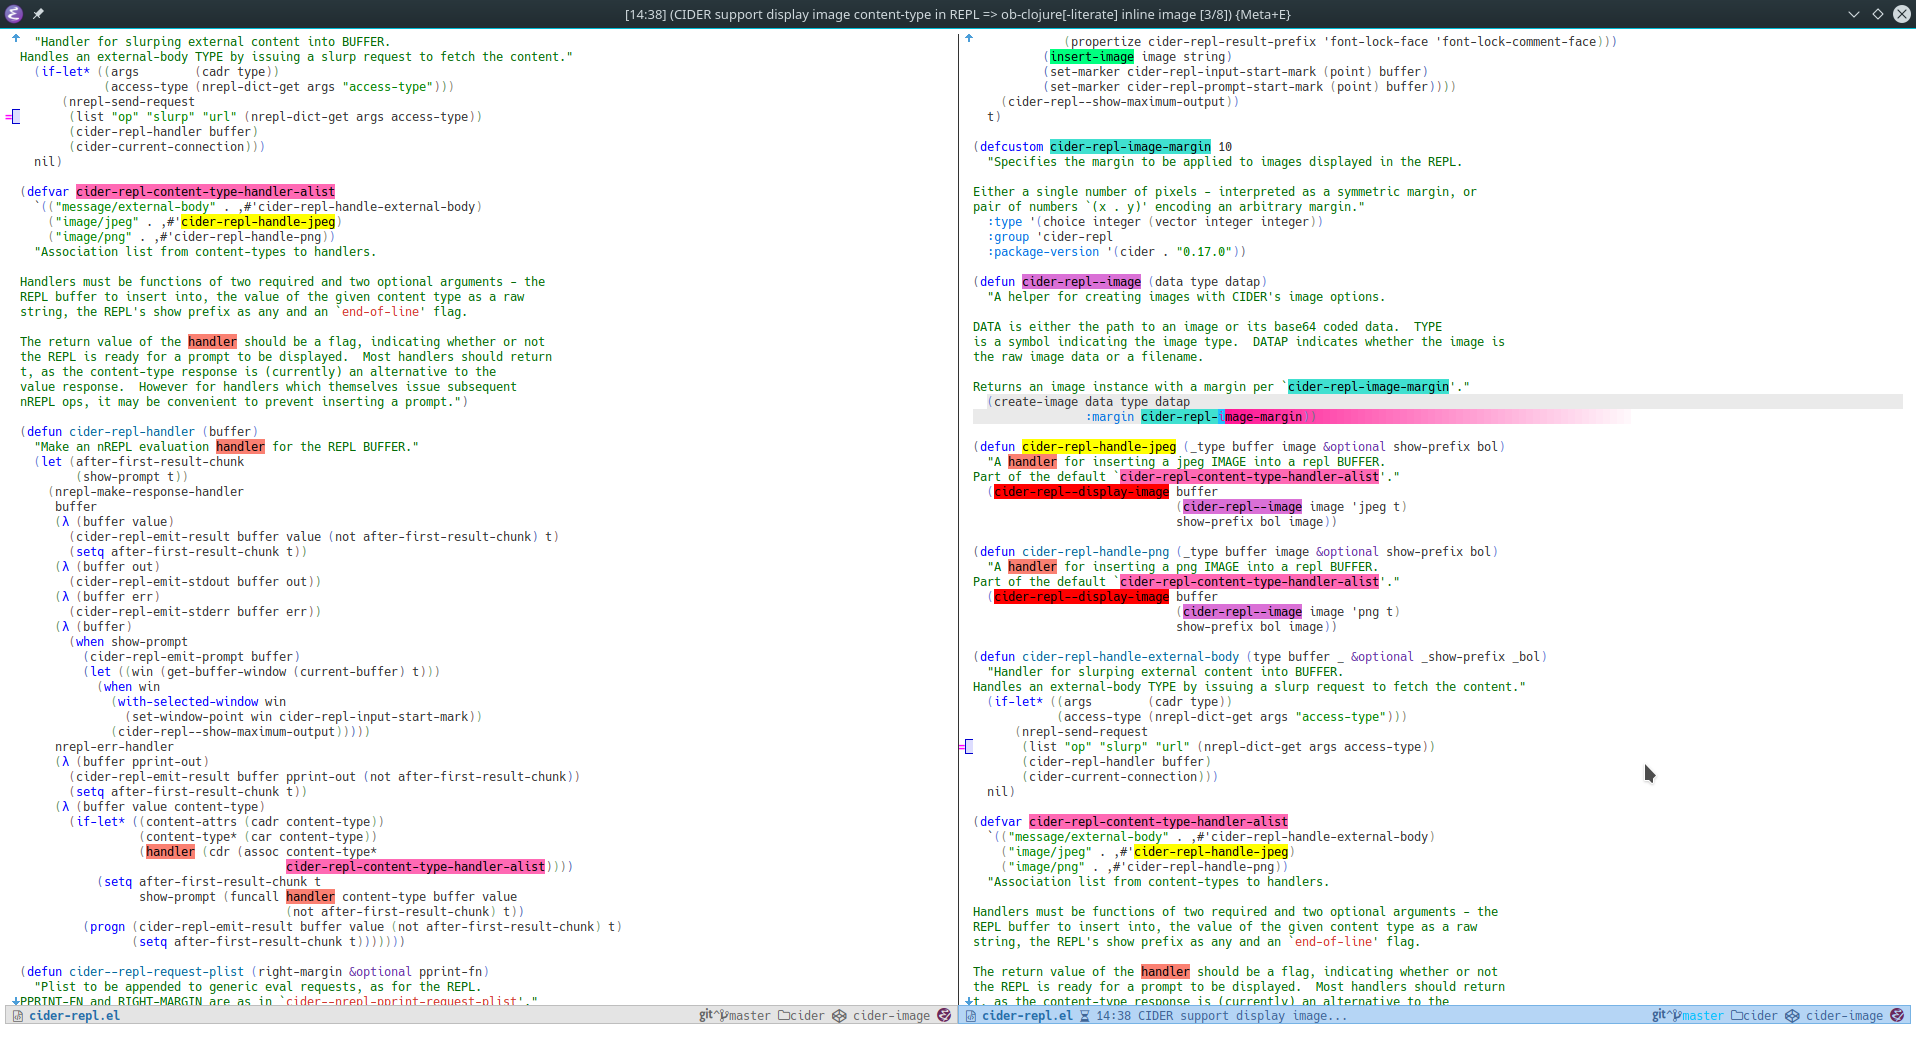 [14:38] (CIDER support display image content-type in REPL => ob-clojure[-literate] inline image [3/8]) {Meta+E}
"Handler for slurping external content into BUFFER.
Handles an external-body TYPE by issuing a slurp request to fetch the content."
(if-let* ((args        (cadr type))
(access-type (nrepl-dict-get args "access-type")))
(nrepl-send-request
(list "op" "slurp" "url" (nrepl-dict-get args access-type))
(cider-repl-handler buffer)
(cider-current-connection)))
nil)
(defvar cider-repl-content-type-handler-alist
`(("message/external-body" . ,#'cider-repl-handle-external-body)
("image/jpeg" . ,#'cider-repl-handle-jpeg)
("image/png" . ,#'cider-repl-handle-png))
"Association list from content-types to handlers.
Handlers must be functions of two required and two optional arguments - the
REPL buffer to insert into, the value of the given content type as a raw
string, the REPL's show prefix as any and an `end-of-line' flag.
The return value of the handler should be a flag, indicating whether or not
the REPL is ready for a prompt to be displayed.  Most handlers should return
t, as the content-type response is (currently) an alternative to the
value response.  However for handlers which themselves issue subsequent
nREPL ops, it may be convenient to prevent inserting a prompt.")
(defun cider-repl-handler (buffer)
"Make an nREPL evaluation handler for the REPL BUFFER."
(let (after-first-result-chunk
(show-prompt t))
(nrepl-make-response-handler
buffer
(λ (buffer value)
(cider-repl-emit-result buffer value (not after-first-result-chunk) t)
(setq after-first-result-chunk t))
(λ (buffer out)
(cider-repl-emit-stdout buffer out))
(λ (buffer err)
(cider-repl-emit-stderr buffer err))
(λ (buffer)
(when show-prompt
(cider-repl-emit-prompt buffer)
(let ((win (get-buffer-window (current-buffer) t)))
(when win
(with-selected-window win
(set-window-point win cider-repl-input-start-mark))
(cider-repl--show-maximum-output)))))
nrepl-err-handler
(λ (buffer pprint-out)
(cider-repl-emit-result buffer pprint-out (not after-first-result-chunk))
(setq after-first-result-chunk t))
(λ (buffer value content-type)
(if-let* ((content-attrs (cadr content-type))
(content-type* (car content-type))
(handler (cdr (assoc content-type*
cider-repl-content-type-handler-alist))))
(setq after-first-result-chunk t
show-prompt (funcall handler content-type buffer value
(not after-first-result-chunk) t))
(progn (cider-repl-emit-result buffer value (not after-first-result-chunk) t)
(setq after-first-result-chunk t)))))))
(defun cider--repl-request-plist (right-margin &optional pprint-fn)
"Plist to be appended to generic eval requests, as for the REPL.
PPRINT-FN and RIGHT-MARGIN are as in `cider--nrepl-pprint-request-plist'."
cider-repl.el git^master cider cider-image
(propertize cider-repl-result-prefix 'font-lock-face 'font-lock-comment-face)))
(insert-image image string)
(set-marker cider-repl-input-start-mark (point) buffer)
(set-marker cider-repl-prompt-start-mark (point) buffer))))
(cider-repl--show-maximum-output))
t)
(defcustom cider-repl-image-margin 10
"Specifies the margin to be applied to images displayed in the REPL.
Either a single number of pixels - interpreted as a symmetric margin, or
pair of numbers `(x . y)' encoding an arbitrary margin."
:type '(choice integer (vector integer integer))
:group 'cider-repl
:package-version '(cider . "0.17.0"))
(defun cider-repl--image (data type datap)
"A helper for creating images with CIDER's image options.
DATA is either the path to an image or its base64 coded data.  TYPE
is a symbol indicating the image type.  DATAP indicates whether the image is
the raw image data or a filename.
Returns an image instance with a margin per `cider-repl-image-margin'."
(create-image data type datap
:margin cider-repl-image-margin))
(defun cider-repl-handle-jpeg (_type buffer image &optional show-prefix bol)
"A handler for inserting a jpeg IMAGE into a repl BUFFER.
Part of the default `cider-repl-content-type-handler-alist'."
(cider-repl--display-image buffer
(cider-repl--image image 'jpeg t)
show-prefix bol image))
(defun cider-repl-handle-png (_type buffer image &optional show-prefix bol)
"A handler for inserting a png IMAGE into a repl BUFFER.
Part of the default `cider-repl-content-type-handler-alist'."
(cider-repl--display-image buffer
(cider-repl--image image 'png t)
show-prefix bol image))
(defun cider-repl-handle-external-body (type buffer _ &optional _show-prefix _bol)
"Handler for slurping external content into BUFFER.
Handles an external-body TYPE by issuing a slurp request to fetch the content."
(if-let* ((args        (cadr type))
(access-type (nrepl-dict-get args "access-type")))
(nrepl-send-request
(list "op" "slurp" "url" (nrepl-dict-get args access-type))
(cider-repl-handler buffer)
(cider-current-connection)))
nil)
(defvar cider-repl-content-type-handler-alist
`(("message/external-body" . ,#'cider-repl-handle-external-body)
("image/jpeg" . ,#'cider-repl-handle-jpeg)
("image/png" . ,#'cider-repl-handle-png))
"Association list from content-types to handlers.
Handlers must be functions of two required and two optional arguments - the
REPL buffer to insert into, the value of the given content type as a raw
string, the REPL's show prefix as any and an `end-of-line' flag.
The return value of the handler should be a flag, indicating whether or not
the REPL is ready for a prompt to be displayed.  Most handlers should return
t, as the content-type response is (currently) an alternative to the
cider-repl.el 14:38 CIDER support display image... git^master cider cider-image